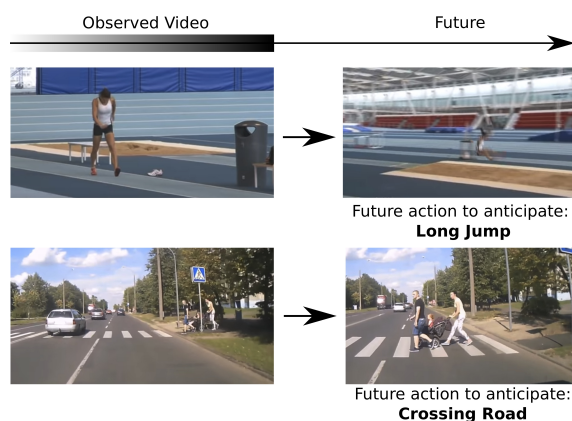 Observed Video
Future
Future action to anticipate:
Long Jump
Future action to anticipate:
Crossing Road